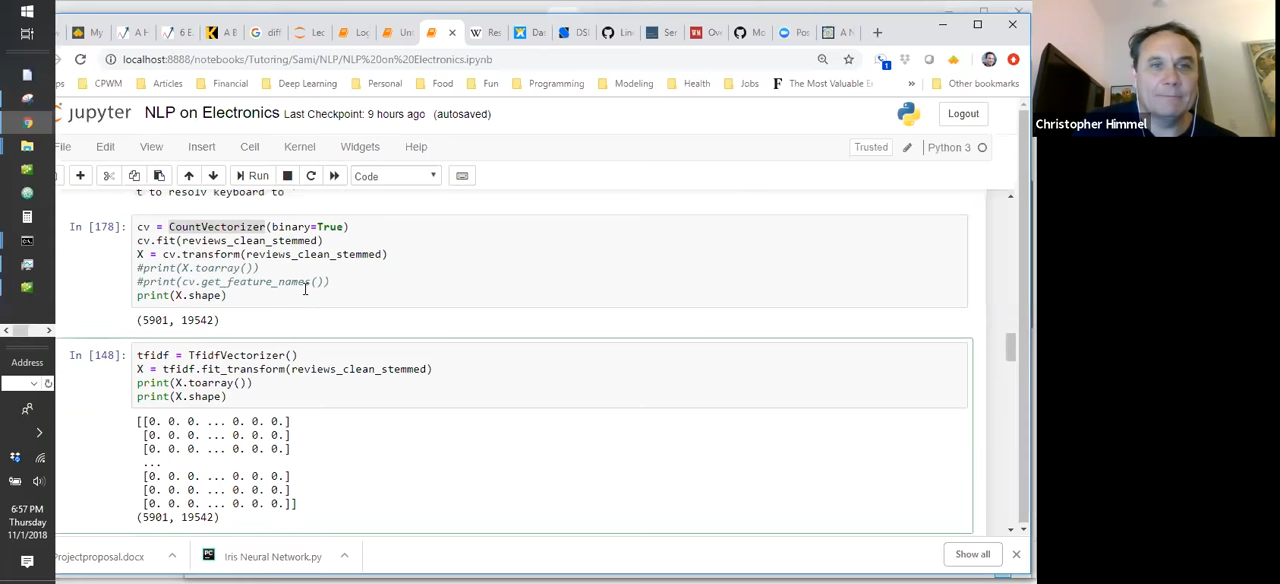 My
A H
6 E
A B
diff
Lec
Log
Un
Res
Da
DSI
Lin
Ser
Ov
Mo
Pos
A N
localhost:8888/notebooks/Tutoring/Sami/NLP/NLP%20on%20Electronics.ipynb
1
ps
CPWM
Articles
Financial
Deep Learning
Personal
Food
Fun
Programming
Modeling
Health
Jobs
The Most Valuable E
»
Other bookmarks
jupyter NLP on Electronics Last Checkpoint: 9 hours ago (autosaved)
Logout
File Edit View Insert Cell Kernel Widgets Help
Trusted
Python 3
Run
Code
t to resolv keyboard to
In [178]: cv = CountVectorizer(binary=True)
cv.fit(reviews_clean_stemmed)
X = cv.transform(reviews_clean_stemmed)
#print(X.toarray())
#print(cv.get_feature_names())
print(X.shape)
(5901, 19542)
In [148]: tfidf = TfidfVectorizer()
X = tfidf.fit_transform(reviews_clean_stemmed)
print(X.toarray())
print(X.shape)
[[0. 0. 0. ... 0. 0. 0.]
[0. 0. 0. ... 0. 0. 0.]
[0. 0. 0. ... 0. 0. 0.]
...
[0. 0. 0. ... 0. 0. 0.]
[0. 0. 0. ... 0. 0. 0.]
[0. 0. 0. ... 0. 0. 0.]]
(5901, 19542)
Projectproposal.docx
Iris Neural Network.py
Show all
Address
6:57 PM
Thursday
11/1/2018
Christopher Himmel